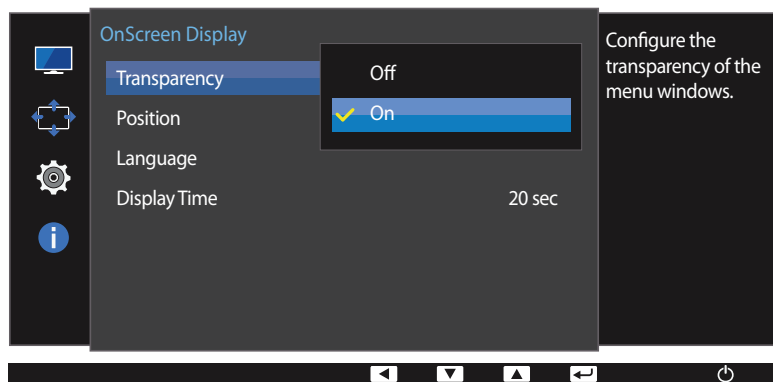 OnScreen Display
Transparency
Off
On
Position
Language
Display Time
20 sec
Configure the
transparency of the
menu windows.